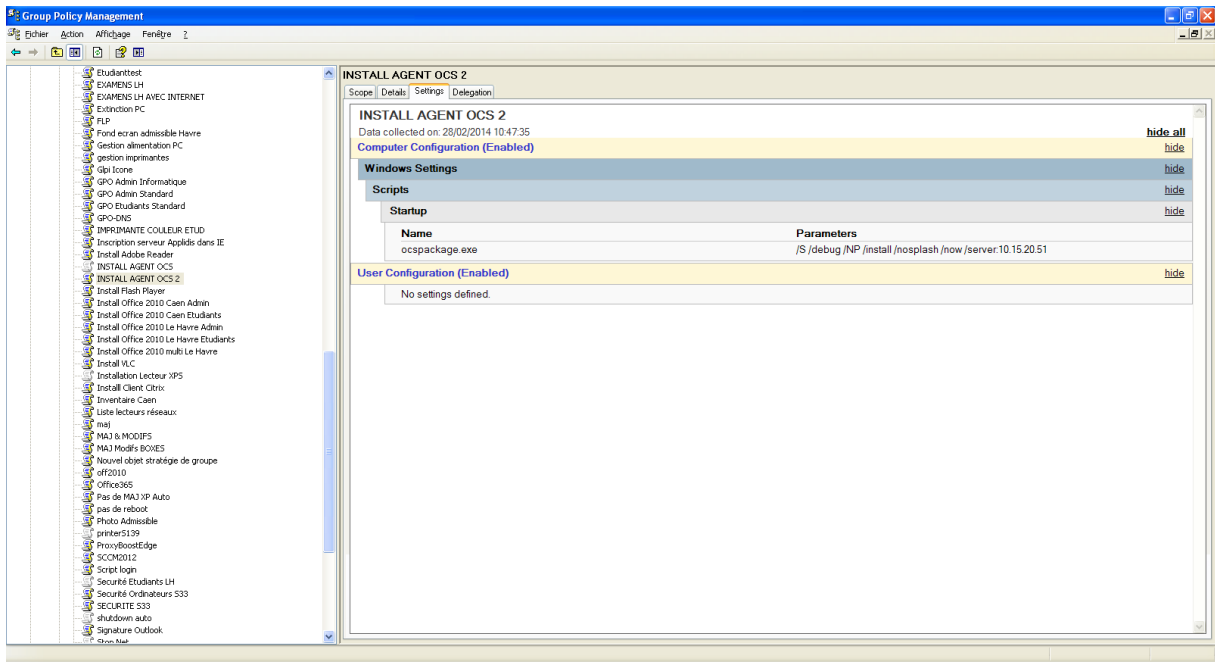 Group Policy Management
Fichier Action Affichage Fenêtre ?
Etudianttest
EXAMENS LH
EXAMENS LH AVEC INTERNET
Extinction PC
FLP
Fond ecran admissible Havre
Gestion alimentation PC
gestion imprimantes
Glpi Icone
GPO Admin Informatique
GPO Admin Standard
GPO Etudiants Standard
GPO-DNS
IMPRIMANTE COULEUR ETUD
Inscription serveur Applidis dans IE
Install Adobe Reader
INSTALL AGENT OCS
INSTALL AGENT OCS 2
Install Flash Player
Install Office 2010 Caen Admin
Install Office 2010 Caen Etudiants
Install Office 2010 Le Havre Admin
Install Office 2010 Le Havre Etudiants
Install Office 2010 multi Le Havre
Install VLC
Installation Lecteur XPS
Installl Client Citrix
Inventaire Caen
Liste lecteurs réseaux
maj
MAJ & MODIFS
MAJ Modifs BOXES
Nouvel objet stratégie de groupe
off2010
Office365
Pas de MAJ XP Auto
pas de reboot
Photo Admissible
printer5139
ProxyBoostEdge
SCCM2012
Script login
Securité Etudiants LH
Securité Ordinateurs S33
SECURITE S33
shutdown auto
Signature Outlook
Stop Net
INSTALL AGENT OCS 2
Scope Details Settings Delegation
INSTALL AGENT OCS 2
Data collected on: 28/02/2014 10:47:35 hide all
Computer Configuration (Enabled) hide
Windows Settings hide
Scripts hide
Startup hide
Name Parameters
ocspackage.exe /S /debug /NP /install /nosplash /now /server:10.15.20.51
User Configuration (Enabled) hide
No settings defined.